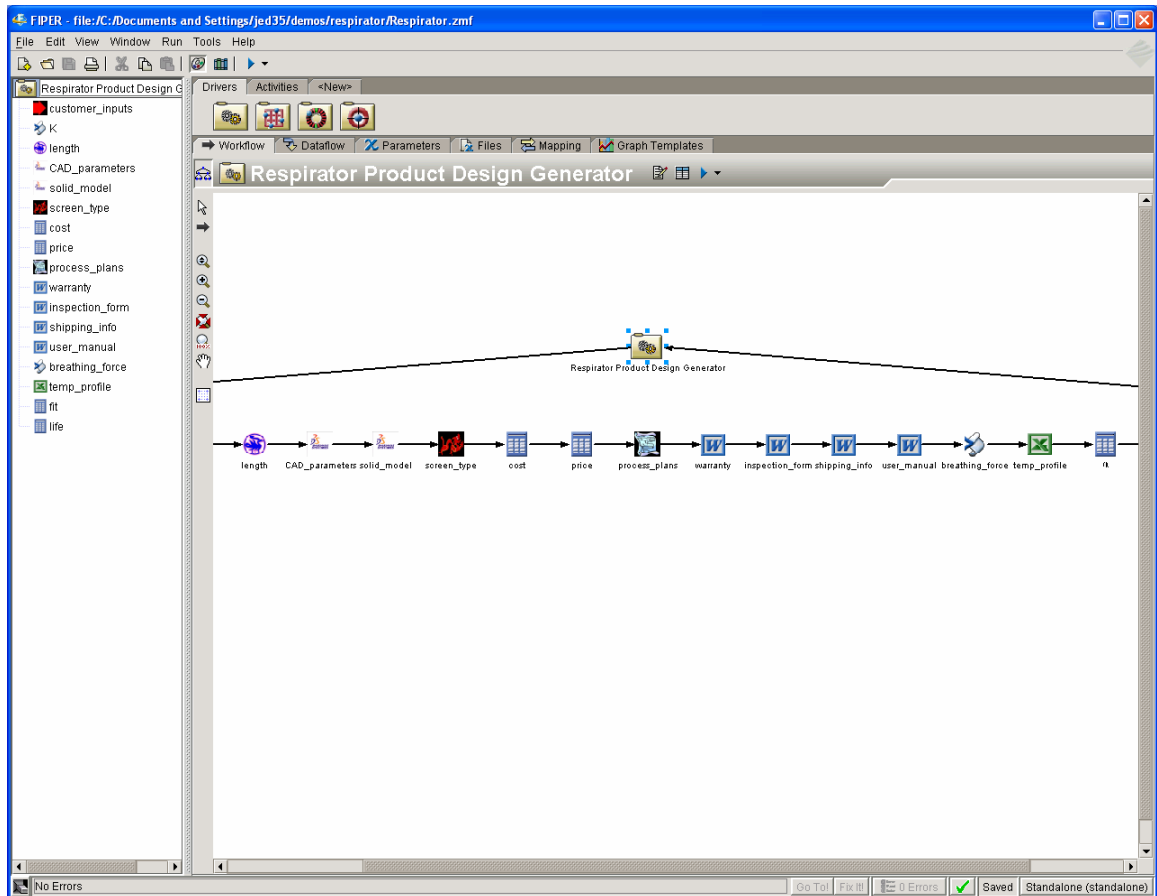 FIPER - file:/C:/Documents and Settings/jed35/demos/respirator/Respirator.zmf
File Edit View Window Run Tools Help
Respirator Product Design G
customer_inputs
K
length
CAD_parameters
solid_model
screen_type
cost
price
process_plans
warranty
inspection_form
shipping_info
user_manual
breathing_force
temp_profile
fit
life
Drivers Activities <New>
Workflow Dataflow Parameters Files Mapping Graph Templates
Respirator Product Design Generator
Respirator Product Design Generator
length CAD_parameters solid_model screen_type cost price process_plans warranty inspection_form shipping_info user_manual breathing_force temp_profile
No Errors Go To! Fix It! 0 Errors Saved Standalone (standalone)